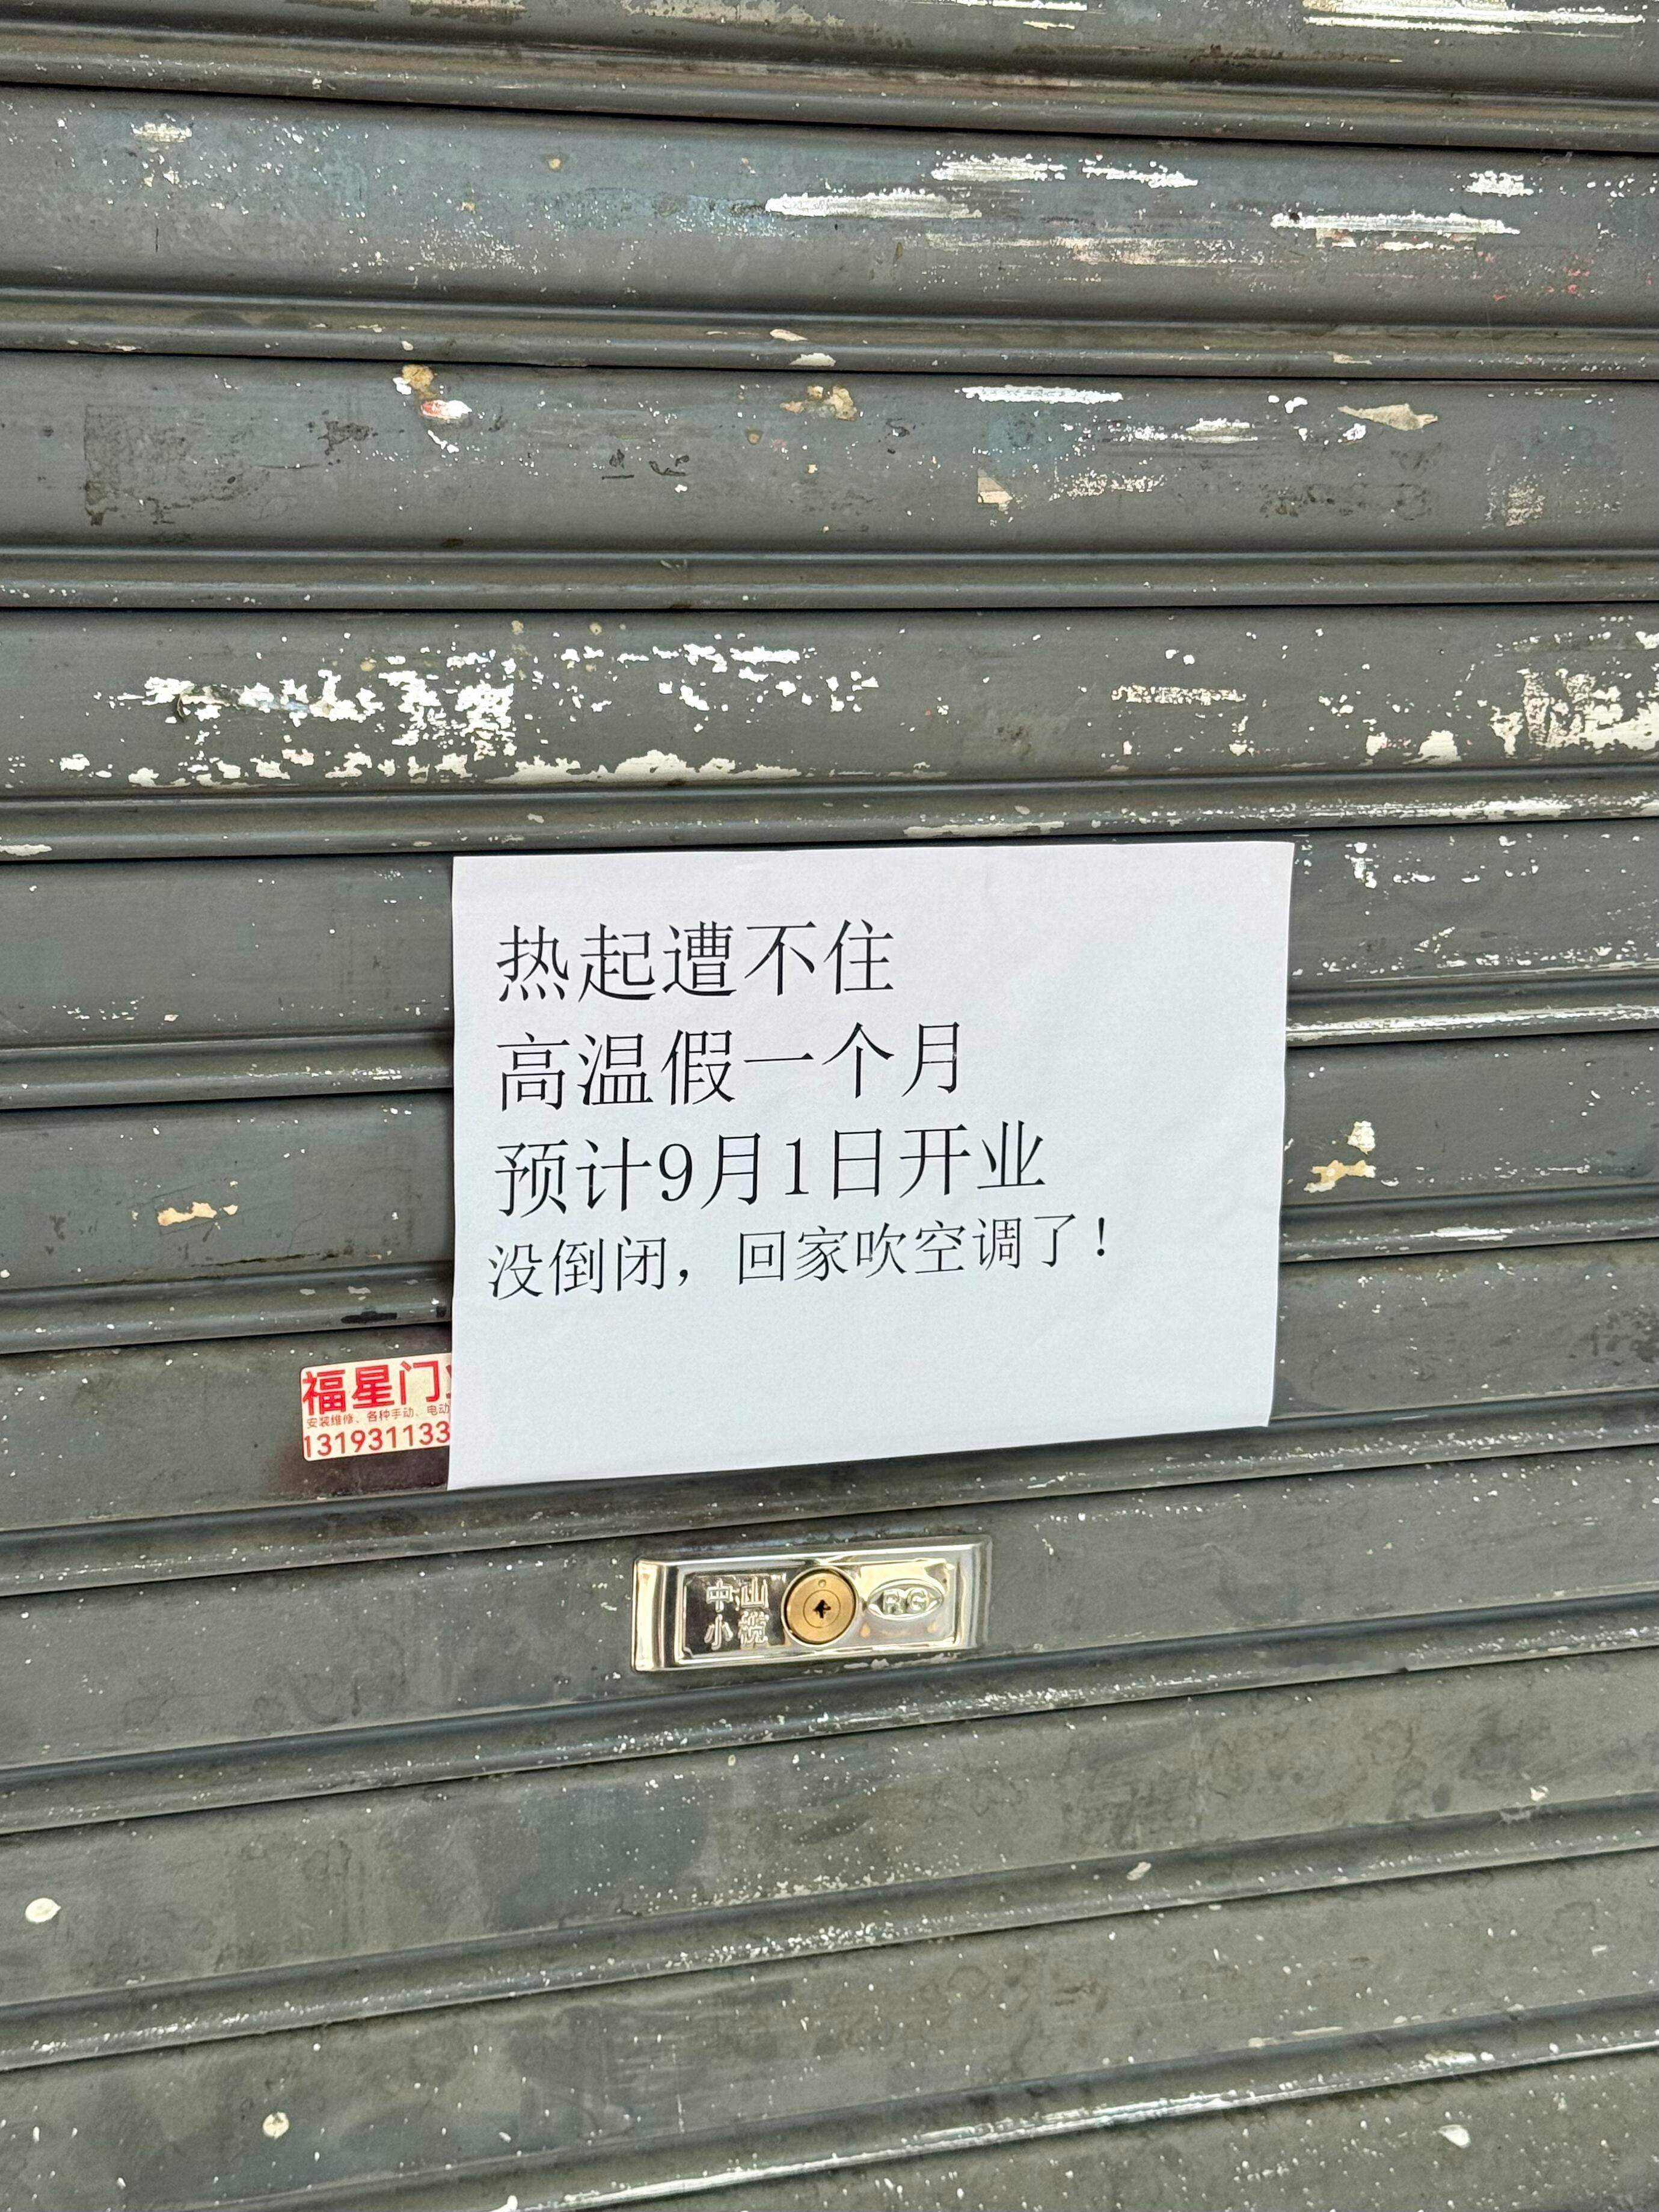 热起遭不住
高温假一个月
预计9月1日开业
没倒闭，回家吹空调了！
福星门
安装维修、各种手动、电动
131931133
中山
小榄
RG